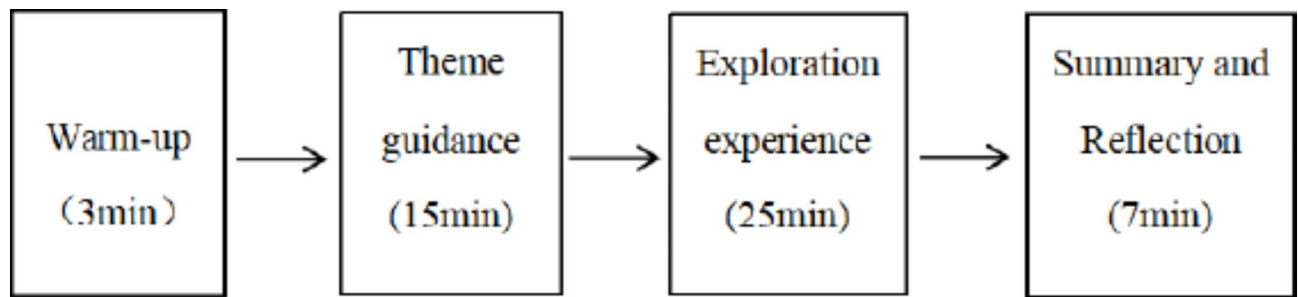 Warm-up
（3min）
Theme
guidance
(15min)
Exploration
experience
(25min)
Summary and
Reflection
(7min)